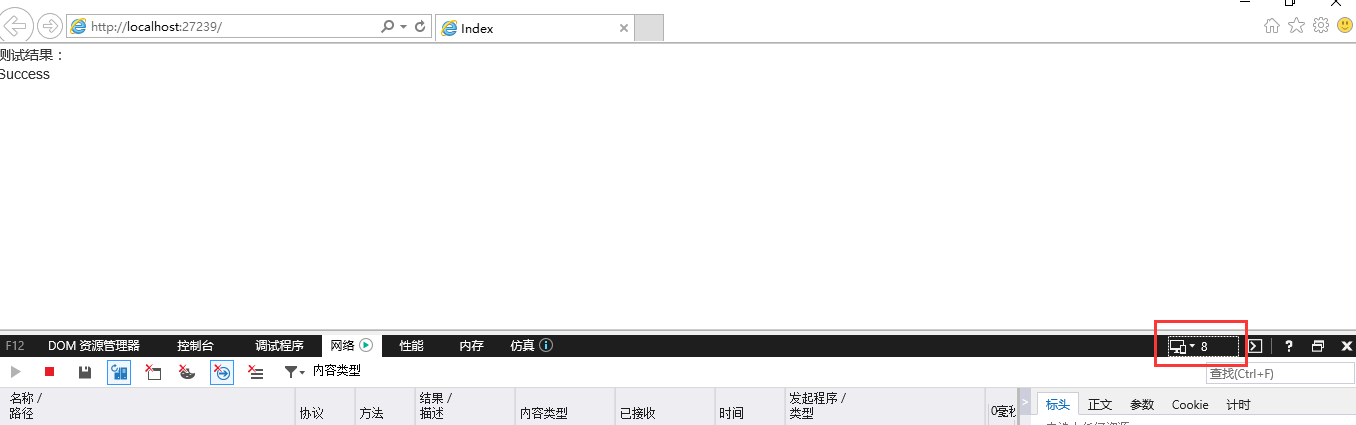 http://localhost:27239/
Index
测试结果：
Success
F12 DOM 资源管理器 控制台 调试程序 网络 性能 内存 仿真 8 ?
内容类型
查找(Ctrl+F)
名称 /
路径
协议
方法
结果 /
描述
内容类型
已接收
时间
发起程序 /
类型
0毫秒
标头 正文 参数 Cookie 计时